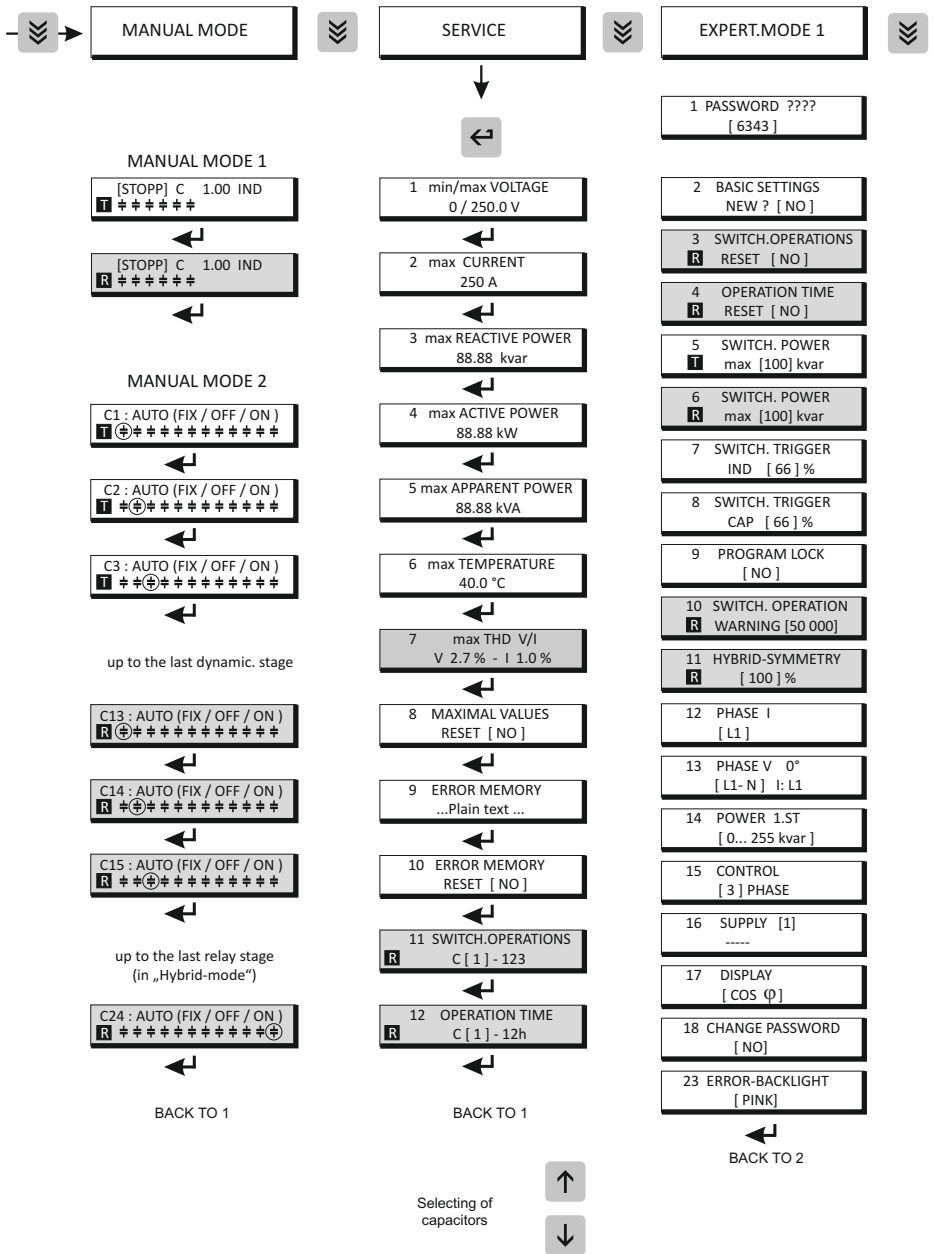 MANUAL MODE
MANUAL MODE 1
[STOPP] C 1.00 IND
T
[STOPP] C 1.00 IND
R
MANUAL MODE 2
C1 : AUTO (FIX / OFF / ON )
T
C2 : AUTO (FIX / OFF / ON )
T
C3 : AUTO (FIX / OFF / ON )
T
up to the last dynamic. stage
C13 : AUTO (FIX / OFF / ON )
R
C14 : AUTO (FIX / OFF / ON )
R
C15 : AUTO (FIX / OFF / ON )
R
up to the last relay stage
(in „Hybrid-mode“)
C24 : AUTO (FIX / OFF / ON )
R
BACK TO 1
SERVICE
1 min/max VOLTAGE
0 / 250.0 V
2 max CURRENT
250 A
3 max REACTIVE POWER
88.88 kvar
4 max ACTIVE POWER
88.88 kW
5 max APPARENT POWER
88.88 kVA
6 max TEMPERATURE
40.0 °C
7 max THD V/I
V 2.7 % - I 1.0 %
8 MAXIMAL VALUES
RESET [ NO ]
9 ERROR MEMORY
...Plain text ...
10 ERROR MEMORY
RESET [ NO ]
11 SWITCH.OPERATIONS
R C [ 1 ] - 123
12 OPERATION TIME
R C [ 1 ] - 12h
BACK TO 1
Selecting of
capacitors
EXPERT.MODE 1
1 PASSWORD ????
[ 6343 ]
2 BASIC SETTINGS
NEW ? [ NO ]
3 SWITCH.OPERATIONS
R RESET [ NO ]
4 OPERATION TIME
R RESET [ NO ]
5 SWITCH. POWER
T max [100] kvar
6 SWITCH. POWER
R max [100] kvar
7 SWITCH. TRIGGER
IND [ 66 ] %
8 SWITCH. TRIGGER
CAP [ 66 ] %
9 PROGRAM LOCK
[ NO ]
10 SWITCH. OPERATION
R WARNING [50 000]
11 HYBRID-SYMMETRY
R [ 100 ] %
12 PHASE I
[ L1 ]
13 PHASE V 0°
[ L1- N ] I: L1
14 POWER 1.ST
[ 0... 255 kvar ]
15 CONTROL
[ 3 ] PHASE
16 SUPPLY [1]
-----
17 DISPLAY
[ COS φ ]
18 CHANGE PASSWORD
[ NO]
23 ERROR-BACKLIGHT
[ PINK]
BACK TO 2